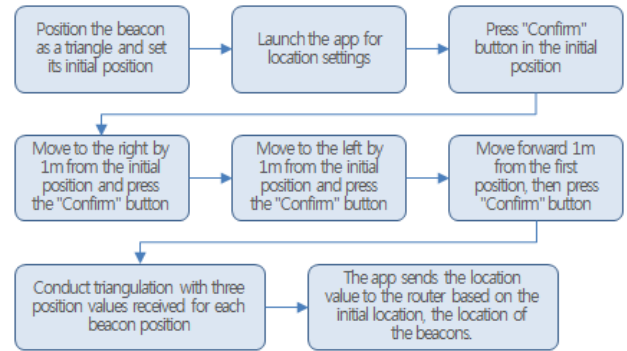 Position the beacon
as a triangle and set
its initial position
Launch the app for
location settings
Press "Confirm"
button in the initial
position
Move to the right by
1m from the initial
position and press
the "Confirm" button
Move to the left by
1m from the initial
position and press
the "Confirm" button
Move forward 1m
from the first
position, then press
"Confirm" button
Conduct triangulation with three
position values received for each
beacon position
The app sends the location
value to the router based on the
initial location, the location of
the beacons.